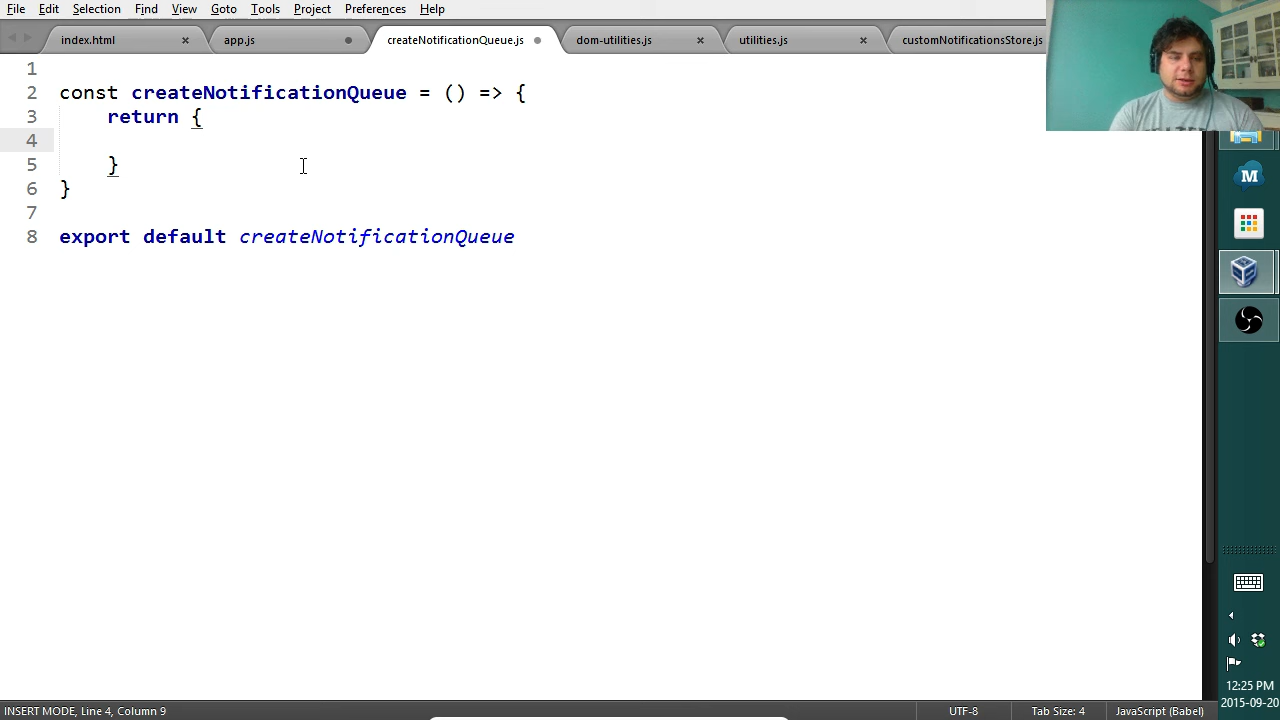 File Edit Selection Find View Goto Tools Project Preferences Help
index.html app.js createNotificationQueue.js dom-utilities.js utilities.js customNotificationsStore.js
1
2 const createNotificationQueue = () => {
3 return {
4
5 }
6 }
7
8 export default createNotificationQueue
M
12:25 PM
2015-09-20
INSERT MODE, Line 4, Column 9 UTF-8 Tab Size: 4 JavaScript (Babel)